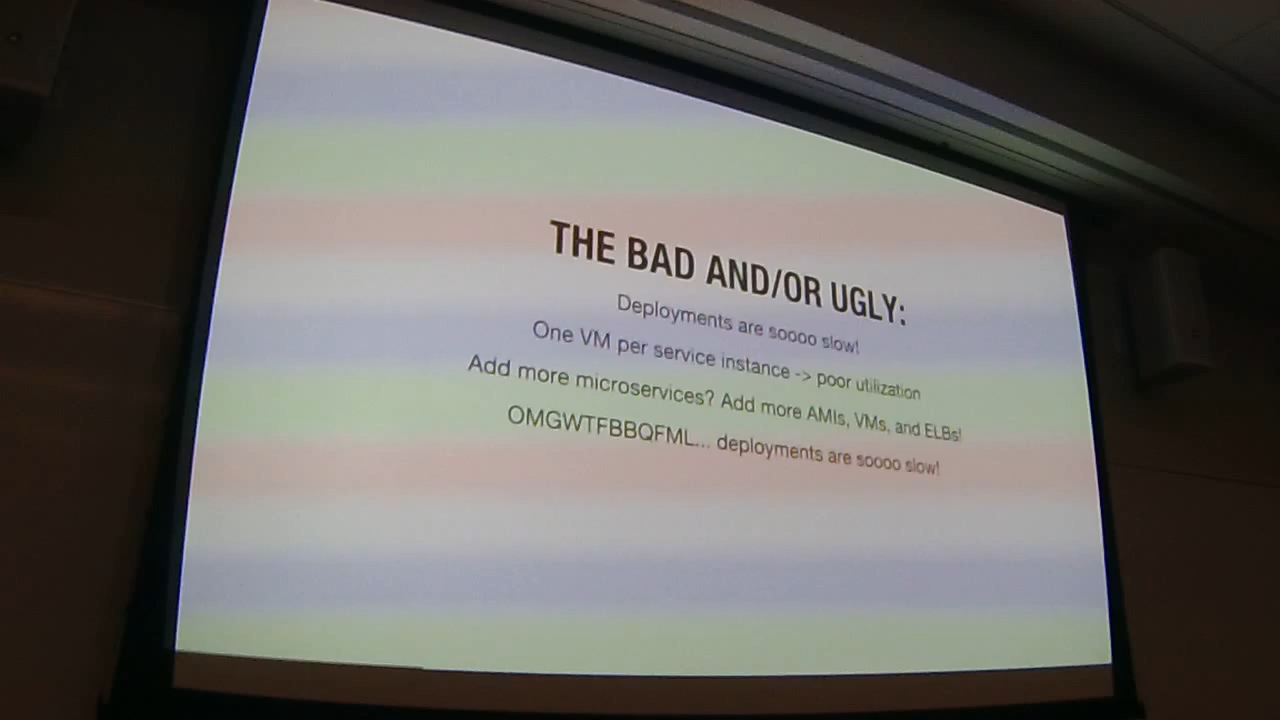 THE BAD AND/OR UGLY:
Deployments are soooo slow!
One VM per service instance -> poor utilization
Add more microservices? Add more AMIs, VMs, and ELBs!
OMGWTFBBQFML... deployments are soooo slow!